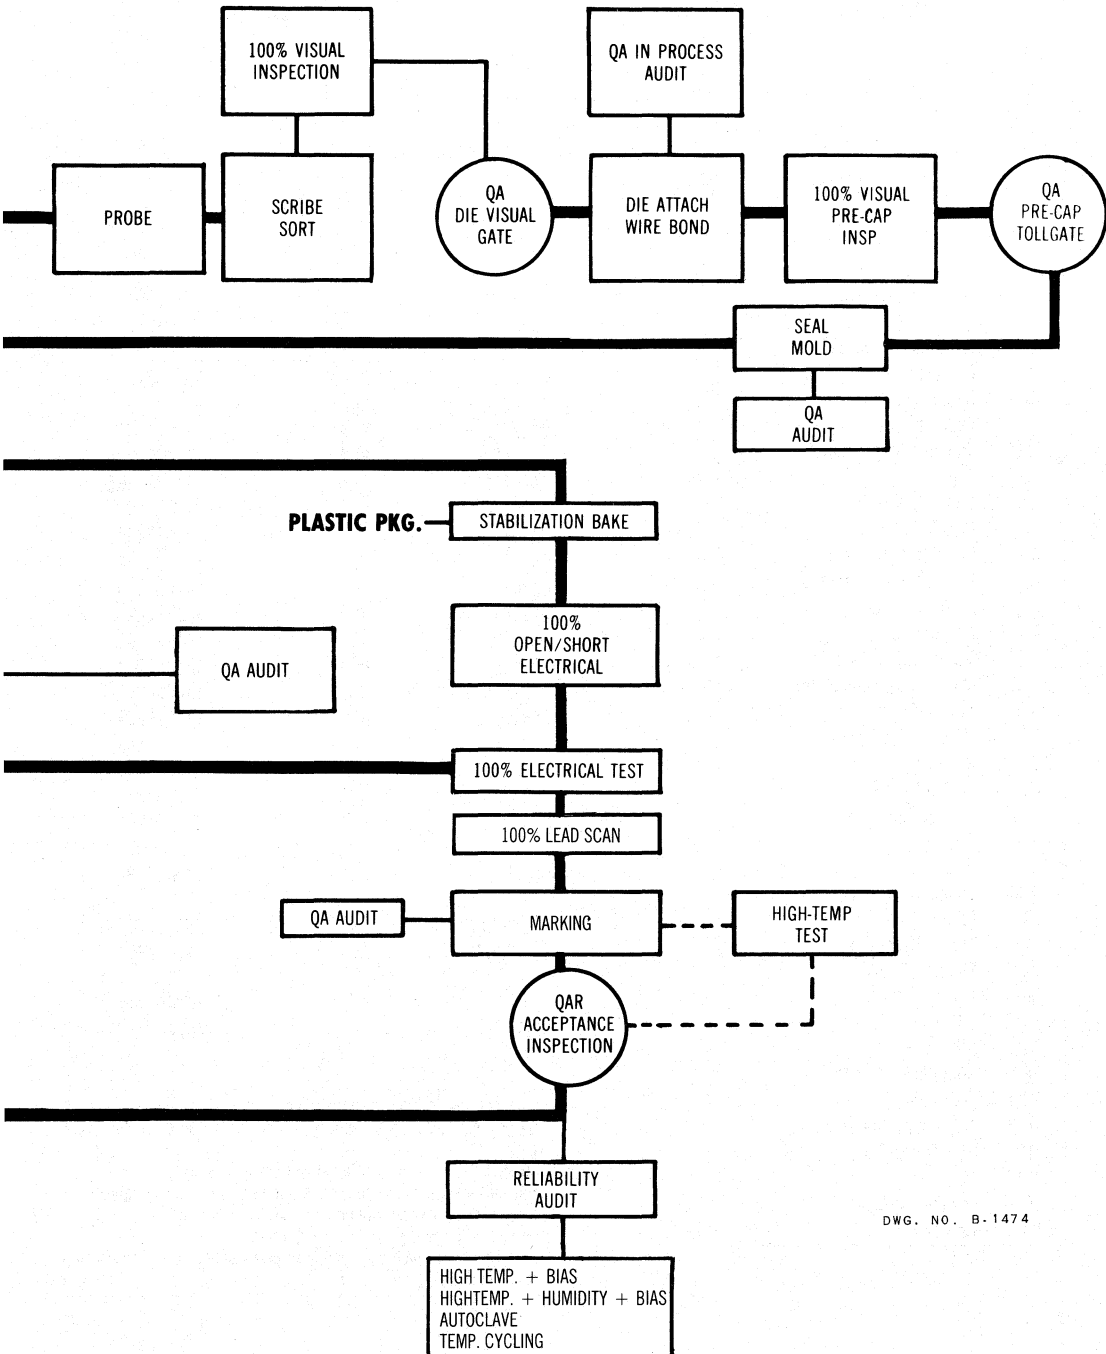 100% VISUAL
INSPECTION
QA IN PROCESS
AUDIT
PROBE
SCRIBE
SORT
QA
DIE VISUAL
GATE
DIE ATTACH
WIRE BOND
100% VISUAL
PRE-CAP
INSP
QA
PRE-CAP
TOLLGATE
SEAL
MOLD
QA
AUDIT
PLASTIC PKG.
STABILIZATION BAKE
100%
OPEN/SHORT
ELECTRICAL
QA AUDIT
100% ELECTRICAL TEST
100% LEAD SCAN
QA AUDIT
MARKING
HIGH-TEMP
TEST
QAR
ACCEPTANCE
INSPECTION
RELIABILITY
AUDIT
DWG. NO. B-1474
HIGH TEMP. + BIAS
HIGHTEMP. + HUMIDITY + BIAS
AUTOCLAVE
TEMP. CYCLING